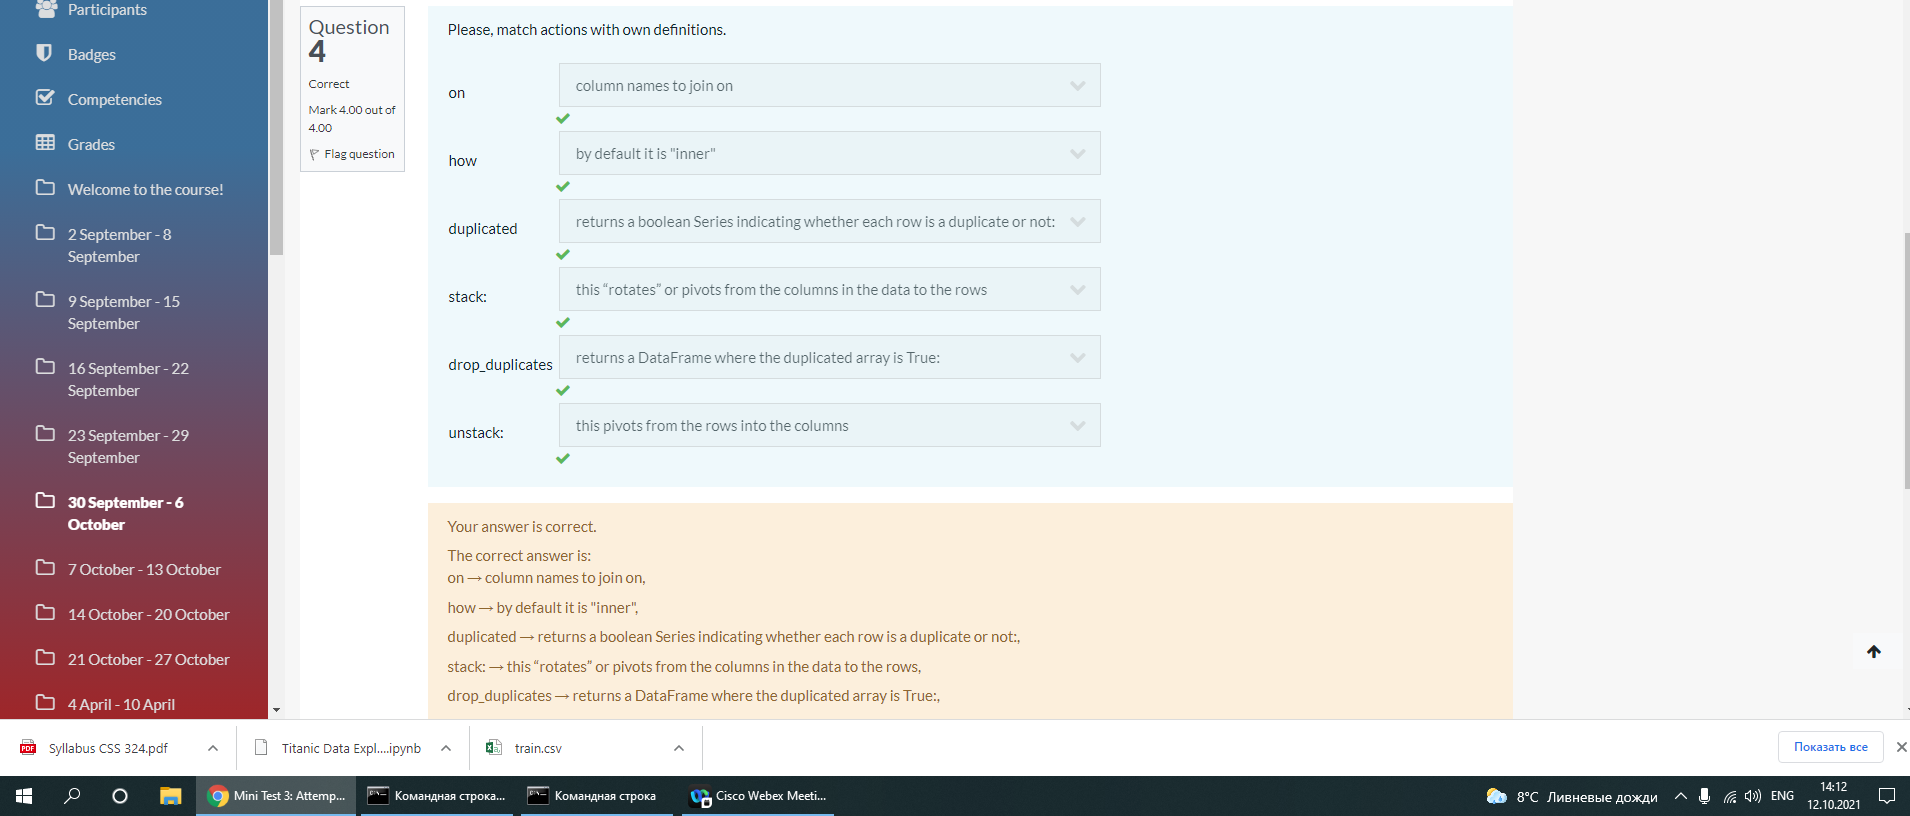 Participants
Badges
Competencies
Grades
Welcome to the course!
2 September - 8
September
9 September - 15
September
16 September - 22
September
23 September - 29
September
30 September - 6
October
7 October - 13 October
14 October - 20 October
21 October - 27 October
4 April - 10 April
Question
4
Correct
Mark 4.00 out of
4.00
Flag question
Please, match actions with own definitions.
on
column names to join on
how
by default it is "inner"
duplicated
returns a boolean Series indicating whether each row is a duplicate or not:
stack:
this “rotates” or pivots from the columns in the data to the rows
drop_duplicates
returns a DataFrame where the duplicated array is True:
unstack:
this pivots from the rows into the columns
Your answer is correct.
The correct answer is:
on → column names to join on,
how → by default it is "inner",
duplicated → returns a boolean Series indicating whether each row is a duplicate or not:,
stack: → this “rotates” or pivots from the columns in the data to the rows,
drop_duplicates → returns a DataFrame where the duplicated array is True:,
PDF
Syllabus CSS 324.pdf
Titanic Data Expl....ipynb
train.csv
Показать все
Mini Test 3: Attemp...
Командная строка...
Командная строка
Cisco Webex Meeti...
8°C Ливневые дожди
ENG
14:12
12.10.2021